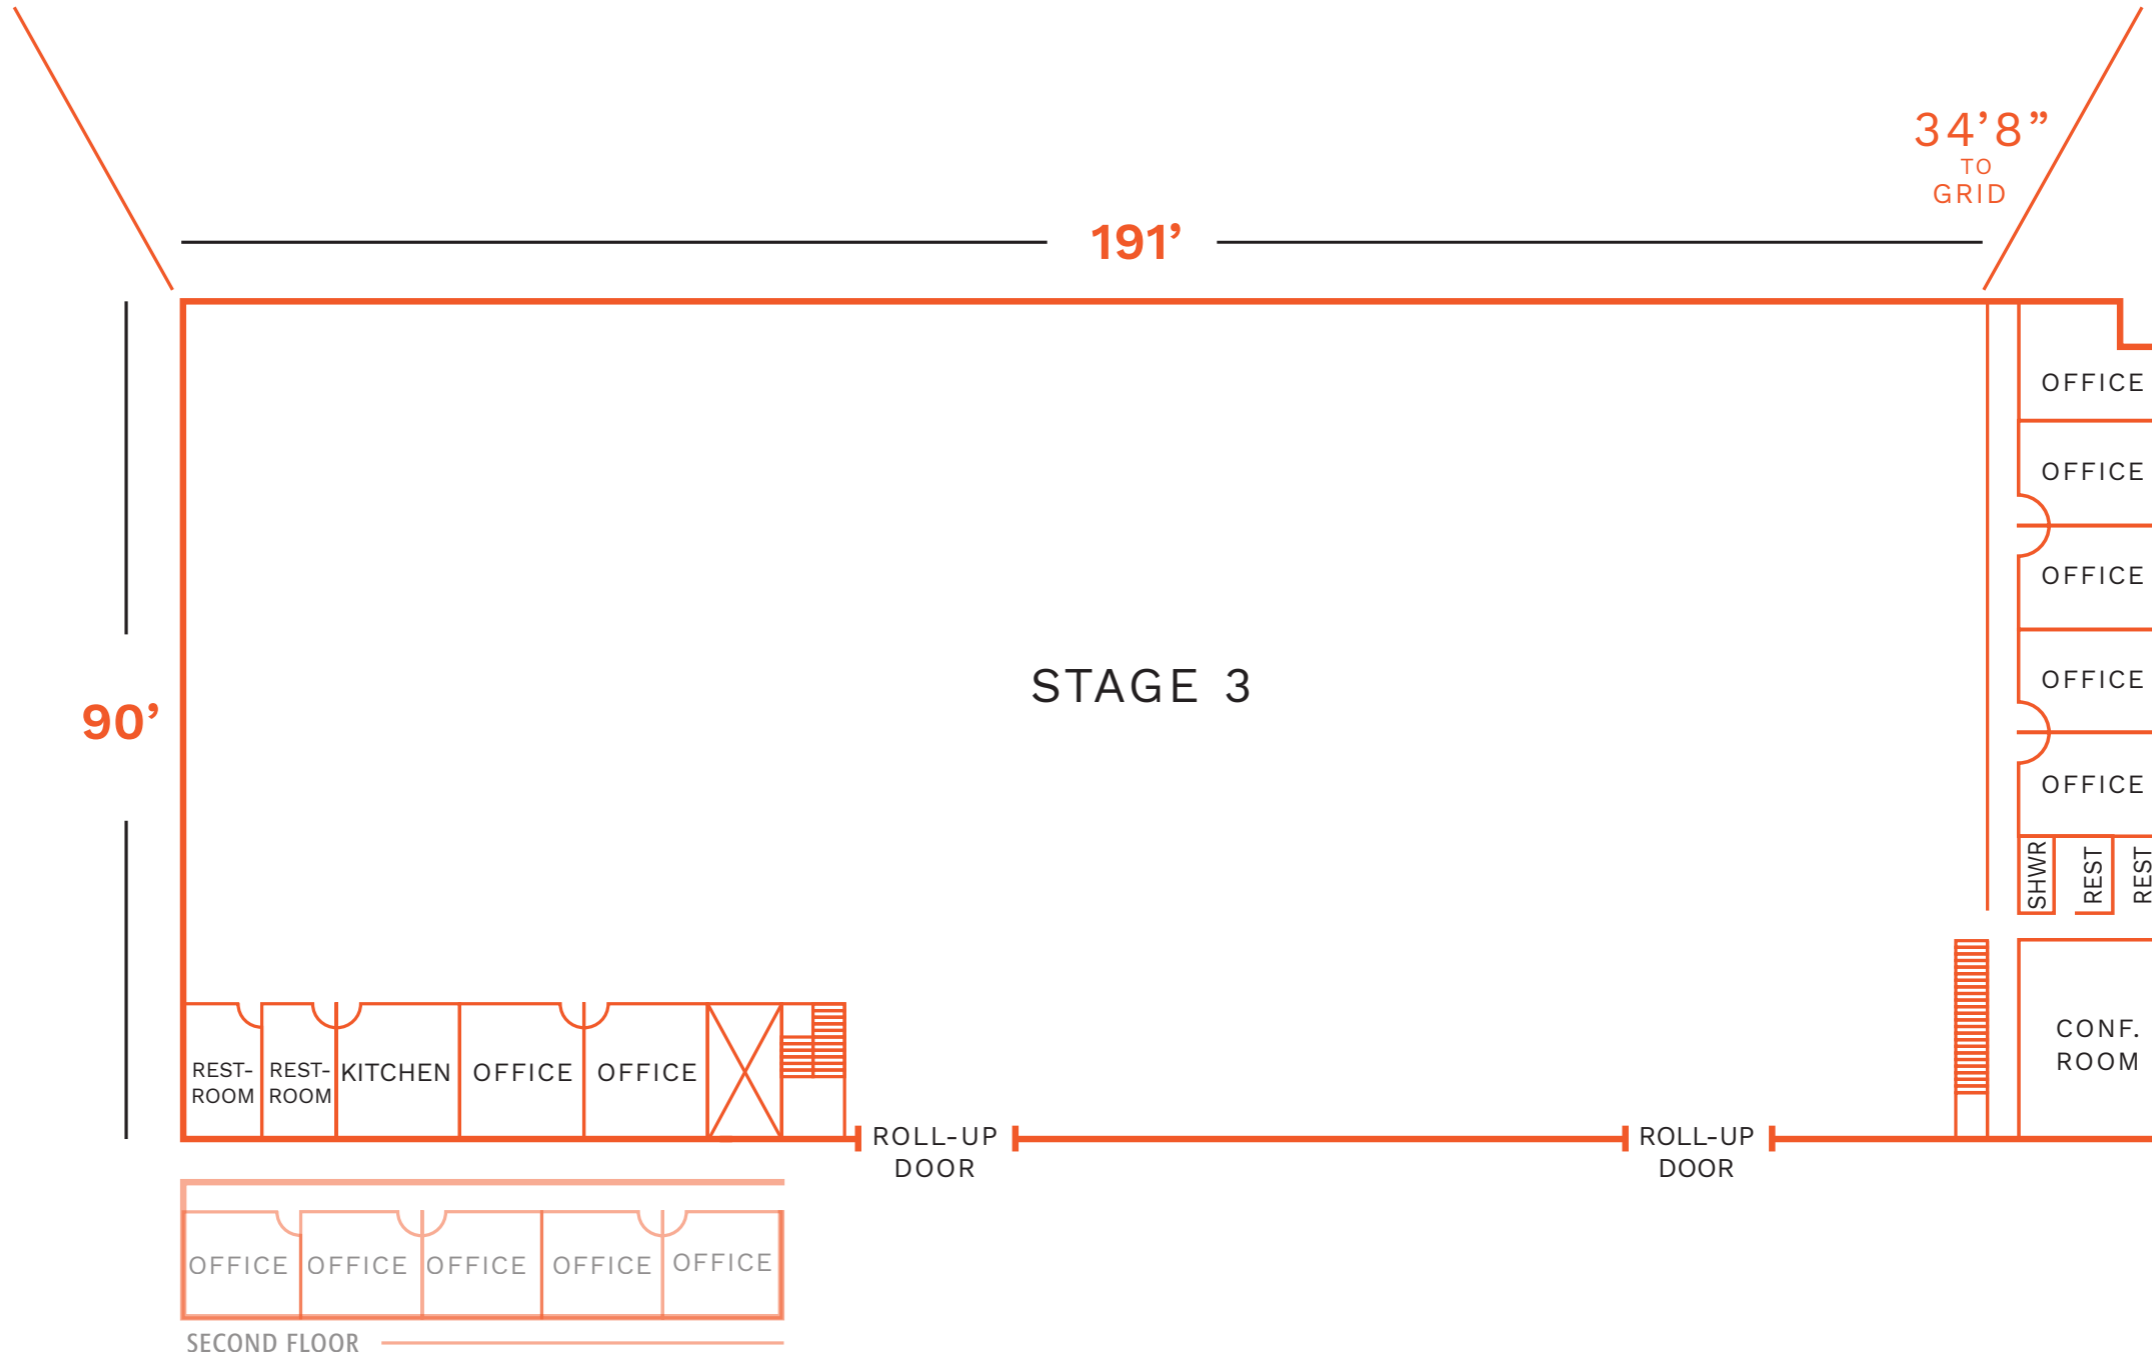 34’8”
TO
GRID
191’
OFFICE
OFFICE
OFFICE
OFFICE
OFFICE
90’
STAGE 3
SHWR
REST
REST
CONF.
ROOM
REST-
ROOM
REST-
ROOM
KITCHEN
OFFICE
OFFICE
ROLL-UP
DOOR
ROLL-UP
DOOR
OFFICE
OFFICE
OFFICE
OFFICE
OFFICE
SECOND FLOOR